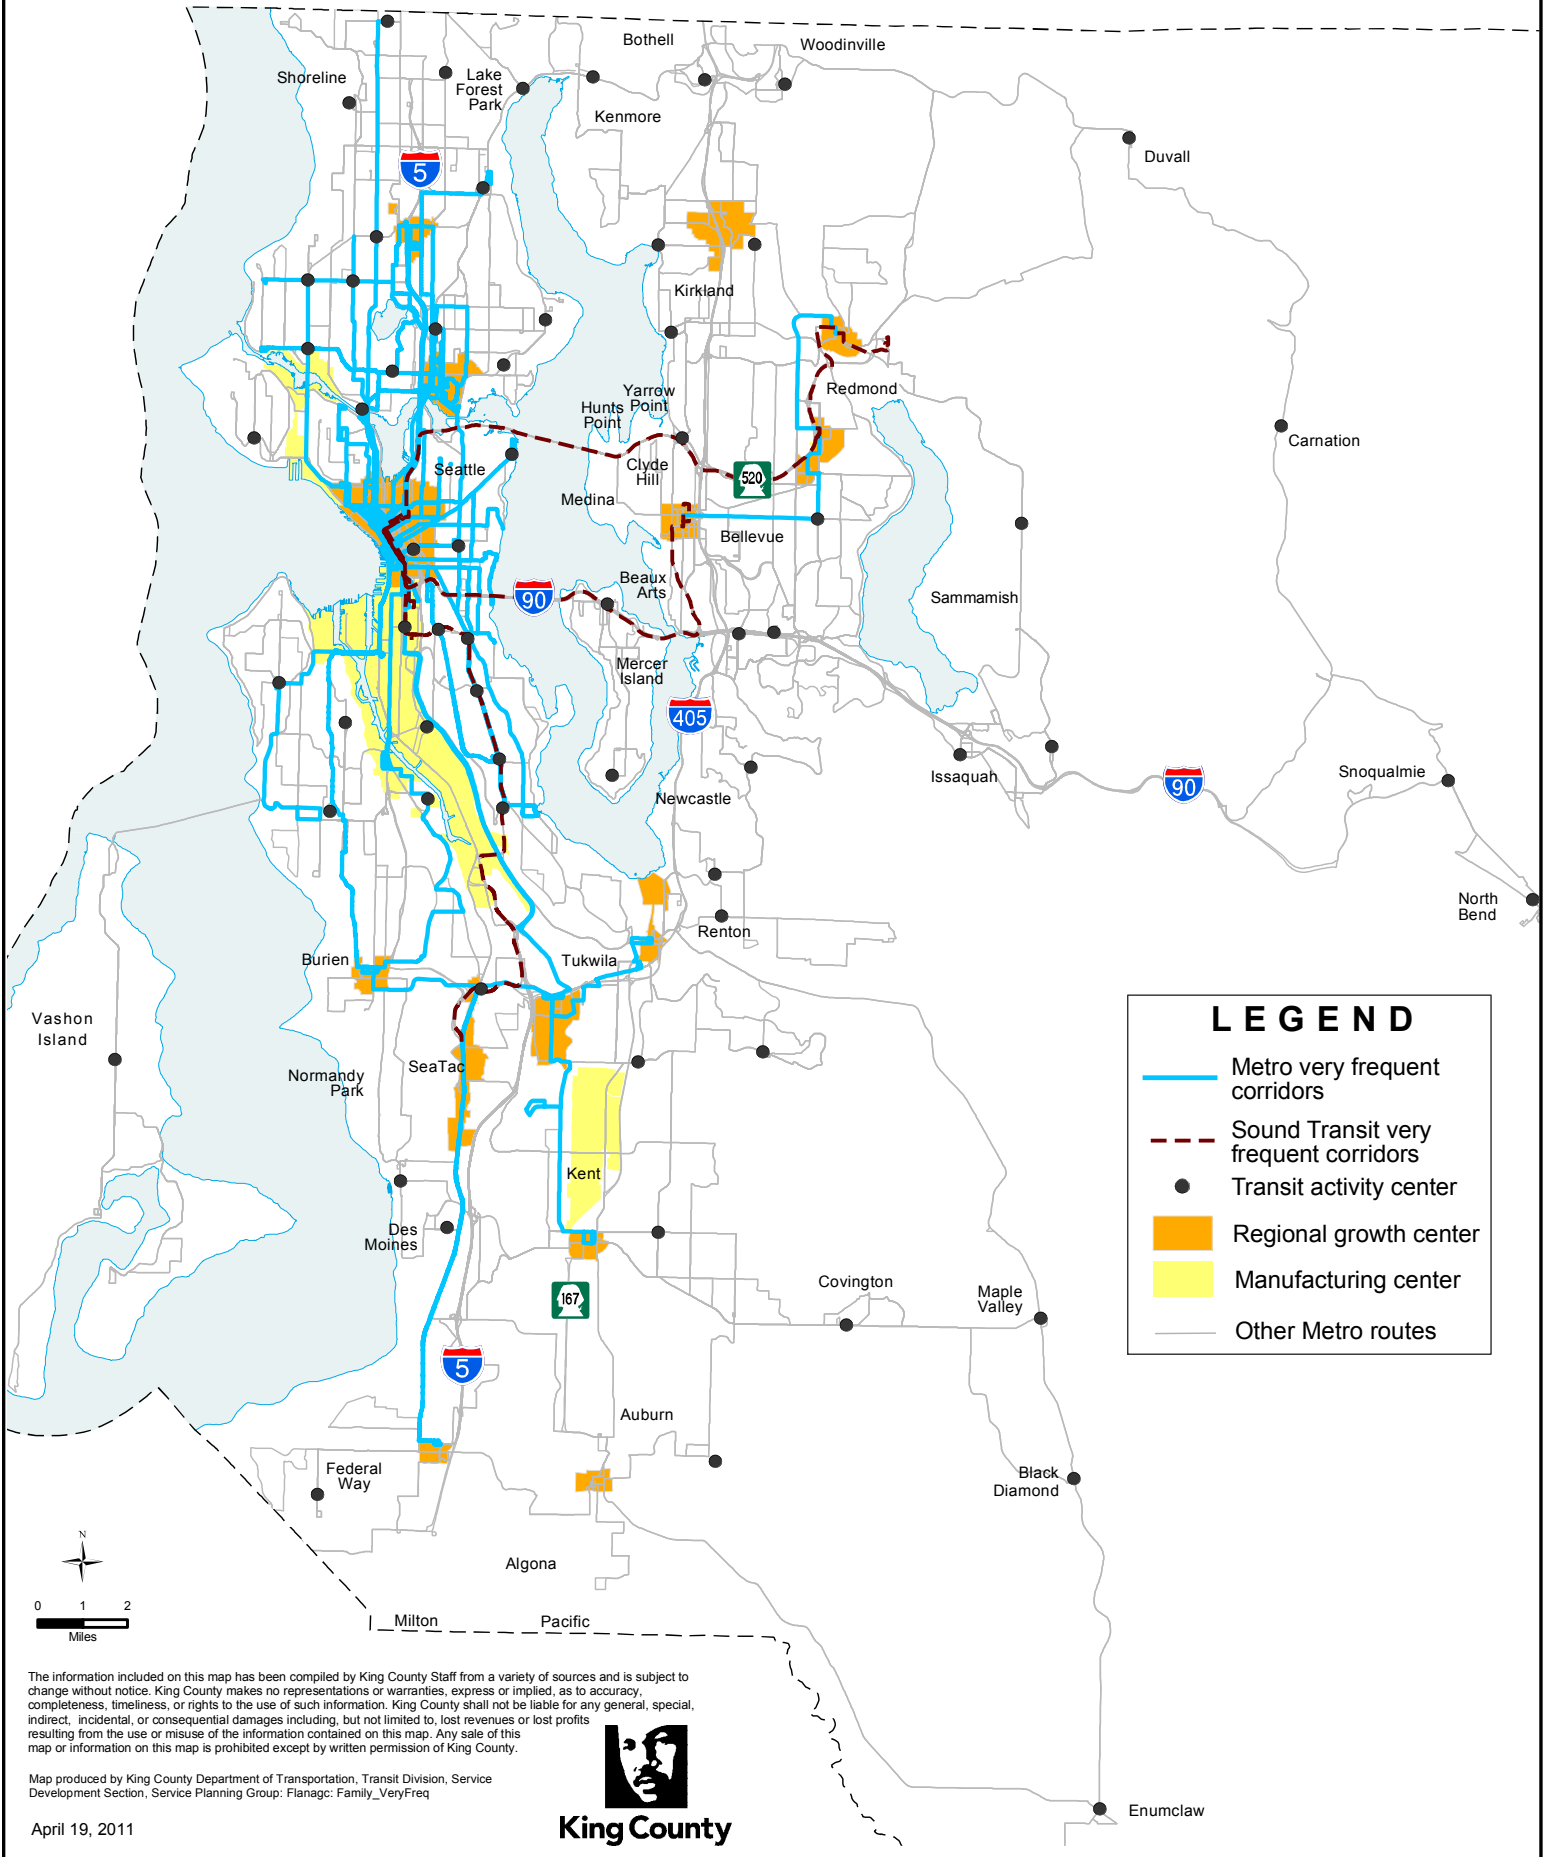 Bothell
Woodinville
Shoreline
Lake
Forest
Park
Kenmore
5
Duvall
Kirkland
Redmond
Yarrow
Point
Hunts
Point
Carnation
Seattle
Clyde
Hill
520
Medina
Bellevue
Beaux
Arts
90
Sammamish
Mercer
Island
405
Issaquah
Snoqualmie
90
Newcastle
North
Bend
Renton
Burien
Tukwila
Vashon
Island
SeaTac
Normandy
Park
Kent
Des
Moines
Covington
Maple
Valley
167
5
Auburn
Federal
Way
Black
Diamond
Algona
Milton
Pacific
Enumclaw
LEGEND
Metro very frequent
corridors
Sound Transit very
frequent corridors
Transit activity center
Regional growth center
Manufacturing center
Other Metro routes
N
0 1 2
Miles
The information included on this map has been compiled by King County Staff from a variety of sources and is subject to
change without notice. King County makes no representations or warranties, express or implied, as to accuracy,
completeness, timeliness, or rights to the use of such information. King County shall not be liable for any general, special,
indirect, incidental, or consequential damages including, but not limited to, lost revenues or lost profits
resulting from the use or misuse of the information contained on this map. Any sale of this
map or information on this map is prohibited except by written permission of King County.
Map produced by King County Department of Transportation, Transit Division, Service
Development Section, Service Planning Group: Flanagc: Family_VeryFreq
April 19, 2011
King County